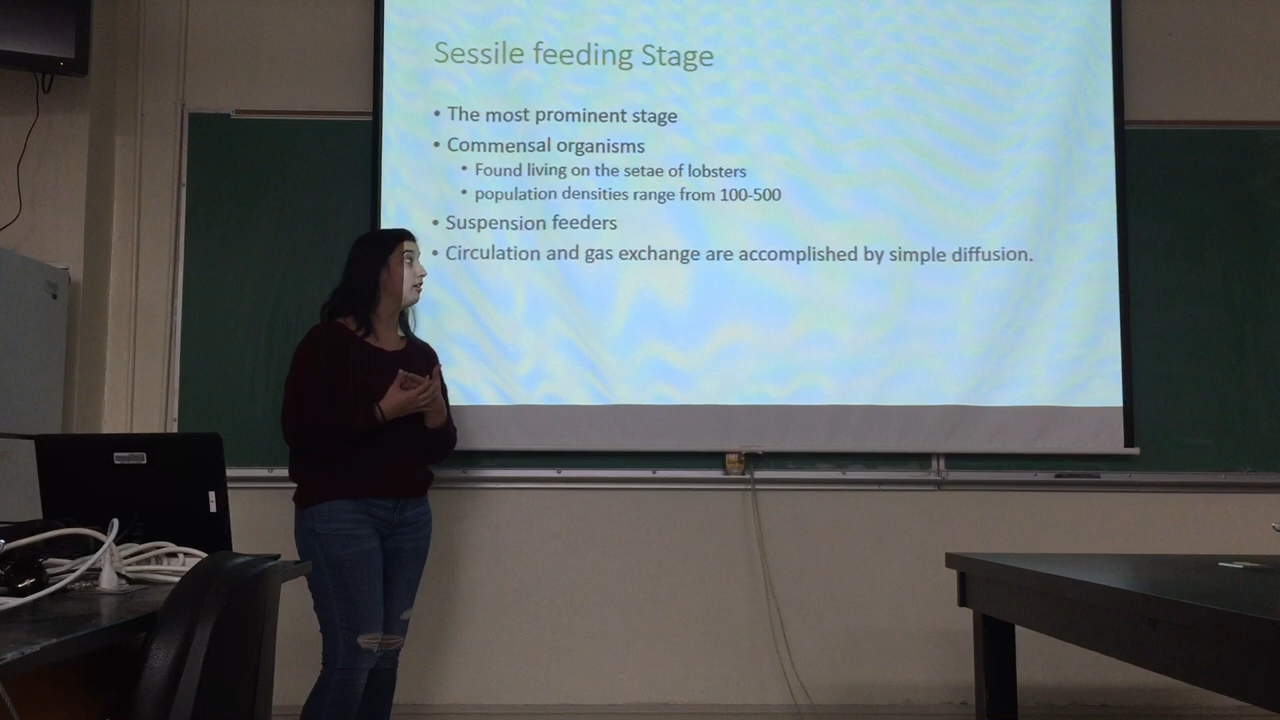 Sessile feeding Stage
• The most prominent stage
• Commensal organisms
• Found living on the setae of lobsters
• population densities range from 100-500
• Suspension feeders
• Circulation and gas exchange are accomplished by simple diffusion.